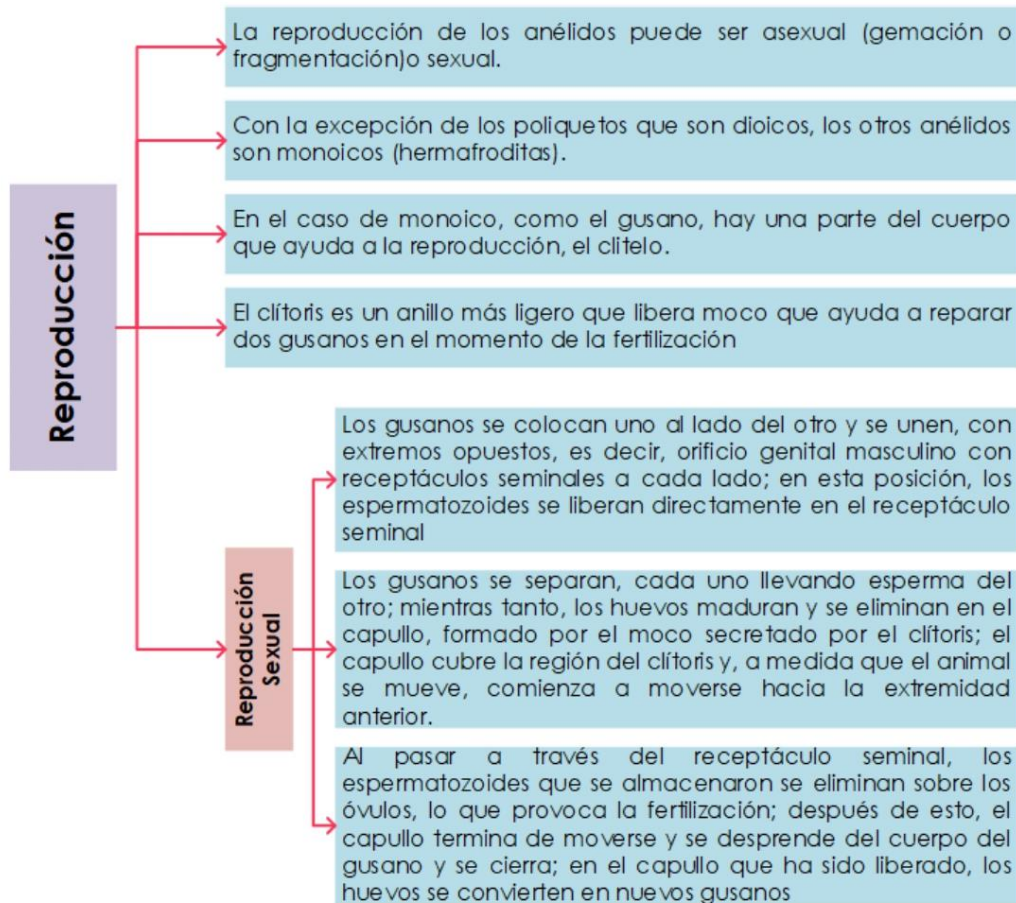 Reproducción
La reproducción de los anélidos puede ser asexual (gemación o
fragmentación)o sexual.
Con la excepción de los poliquetos que son dioicos, los otros anélidos
son monoicos (hermafroditas).
En el caso de monoico, como el gusano, hay una parte del cuerpo
que ayuda a la reproducción, el clitelo.
El clítoris es un anillo más ligero que libera moco que ayuda a reparar
dos gusanos en el momento de la fertilización
Reproducción
Sexual
Los gusanos se colocan uno al lado del otro y se unen, con
extremos opuestos, es decir, orificio genital masculino con
receptáculos seminales a cada lado; en esta posición, los
espermatozoides se liberan directamente en el receptáculo
seminal
Los gusanos se separan, cada uno llevando esperma del
otro; mientras tanto, los huevos maduran y se eliminan en el
capullo, formado por el moco secretado por el clítoris; el
capullo cubre la región del clítoris y, a medida que el animal
se mueve, comienza a moverse hacia la extremidad
anterior.
Al pasar a través del receptáculo seminal, los
espermatozoides que se almacenaron se eliminan sobre los
óvulos, lo que provoca la fertilización; después de esto, el
capullo termina de moverse y se desprende del cuerpo del
gusano y se cierra; en el capullo que ha sido liberado, los
huevos se convierten en nuevos gusanos